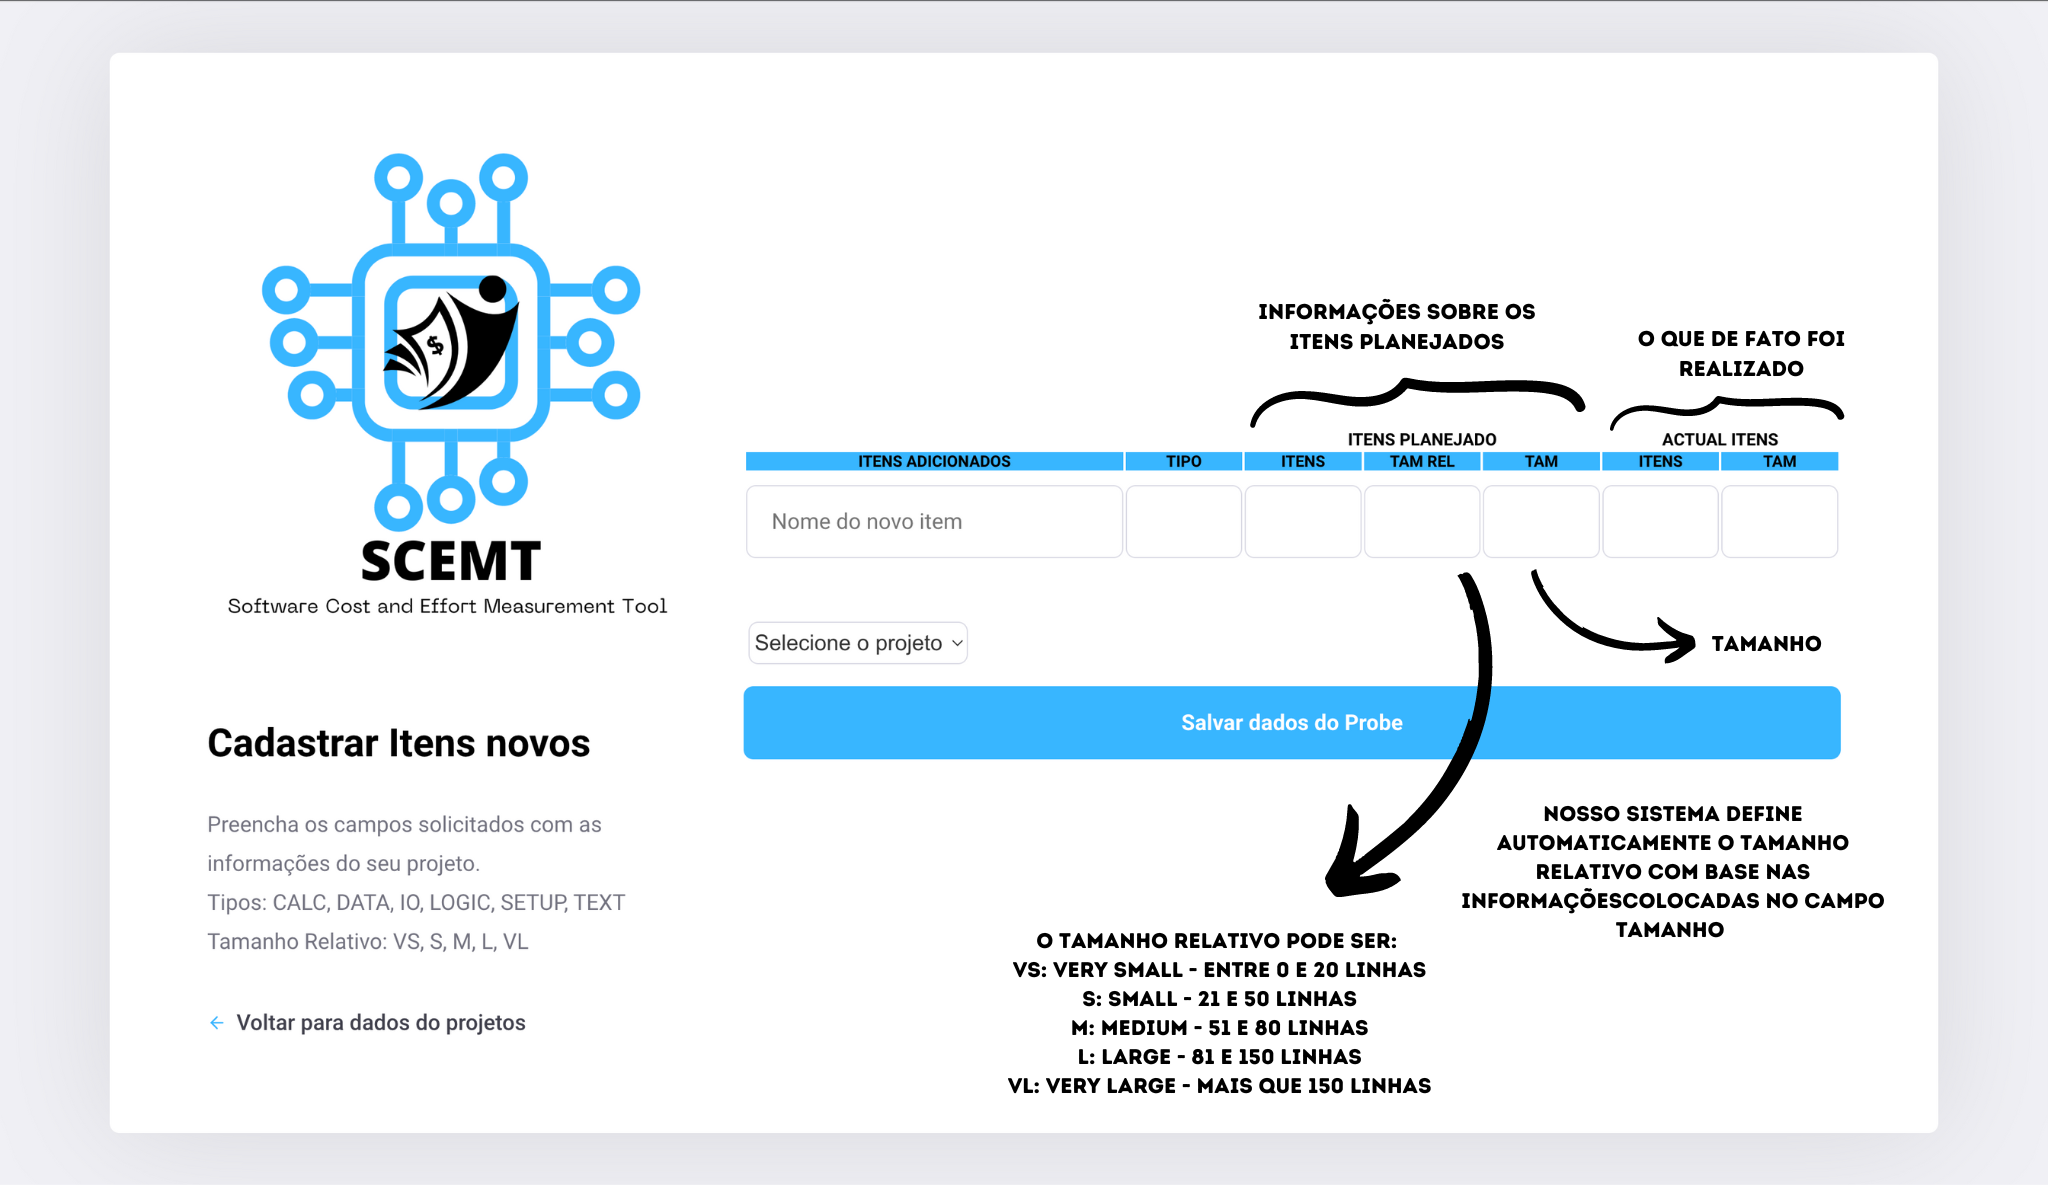 SCEMT
Software Cost and Effort Measurement Tool
Cadastrar Itens novos
Preencha os campos solicitados com as
informações do seu projeto.
Tipos: CALC, DATA, IO, LOGIC, SETUP, TEXT
Tamanho Relativo: VS, S, M, L, VL
← Voltar para dados do projetos
INFORMAÇÕES SOBRE OS
ITENS PLANEJADOS
O QUE DE FATO FOI
REALIZADO
ITENS PLANEJADO ACTUAL ITENS
ITENS ADICIONADOS TIPO ITENS TAM REL TAM ITENS TAM
Nome do novo item
Selecione o projeto
TAMANHO
Salvar dados do Probe
NOSSO SISTEMA DEFINE
AUTOMATICAMENTE O TAMANHO
RELATIVO COM BASE NAS
INFORMAÇÕESCOLOCADAS NO CAMPO
TAMANHO
O TAMANHO RELATIVO PODE SER:
VS: VERY SMALL - ENTRE 0 E 20 LINHAS
S: SMALL - 21 E 50 LINHAS
M: MEDIUM - 51 E 80 LINHAS
L: LARGE - 81 E 150 LINHAS
VL: VERY LARGE - MAIS QUE 150 LINHAS